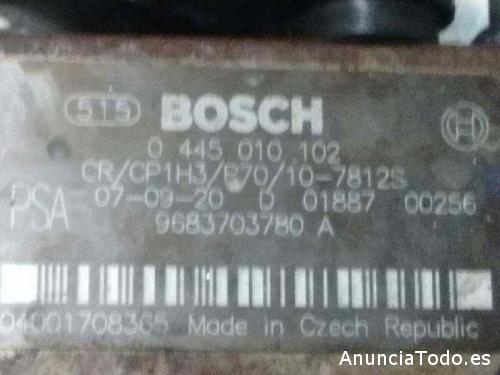 515 BOSCH
0 445 010 102
CR/CP1H3/R70/10-7812S
PSA 07-09-20 D 01887 00256
9683703780 A
04001708365 Made in Czech Republic
AnunciaTodo.es